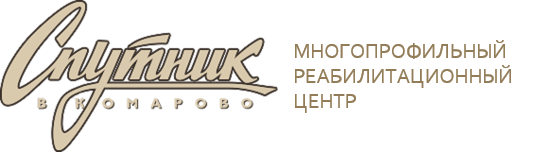 Спутник
В КОМАРОВО
МНОГОПРОФИЛЬНЫЙ
РЕАБИЛИТАЦИОННЫЙ
ЦЕНТР